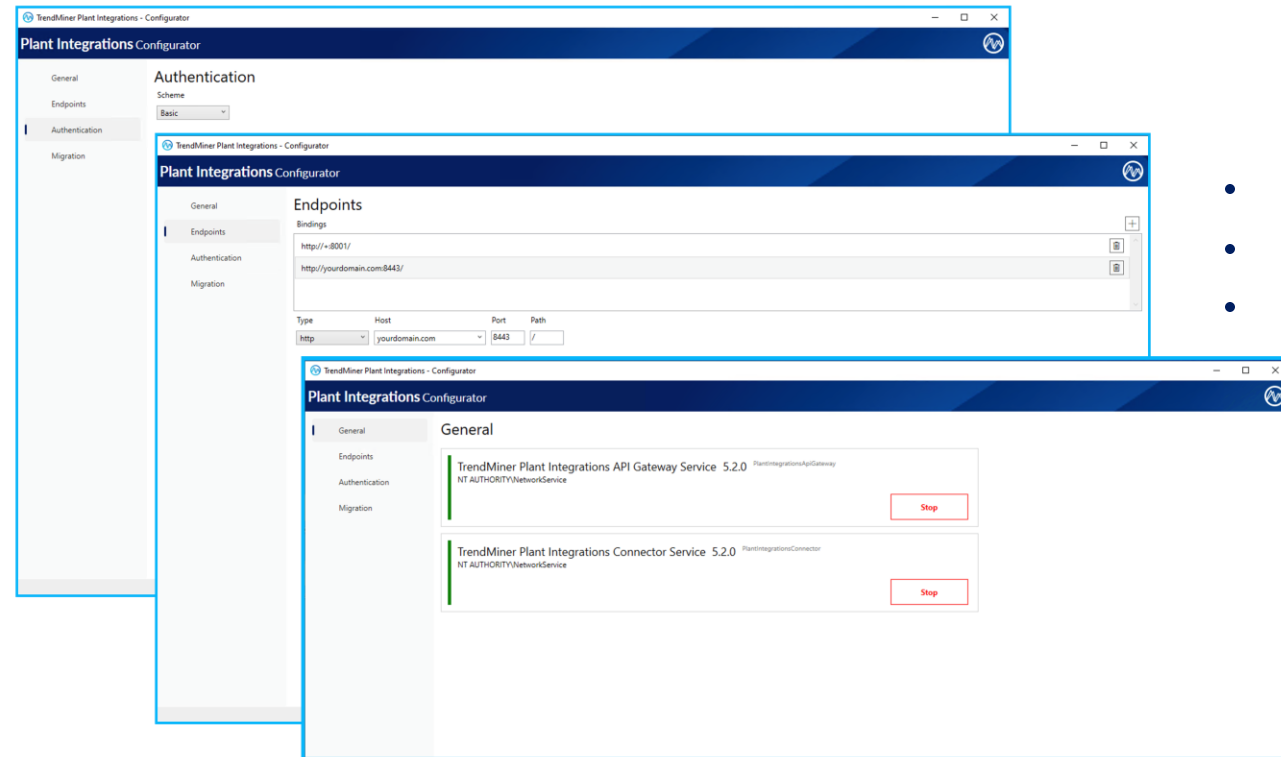 TrendMiner Plant Integrations - Configurator
Plant Integrations Configurator
General
Endpoints
Authentication
Migration
Authentication
Scheme
Basic
TrendMiner Plant Integrations - Configurator
Plant Integrations Configurator
General
Endpoints
Authentication
Migration
Endpoints
Bindings
http://+:8001/
http://yourdomain.com:8443/
Type Host Port Path
http yourdomain.com 8443 /
TrendMiner Plant Integrations - Configurator
Plant Integrations Configurator
General
Endpoints
Authentication
Migration
General
TrendMiner Plant Integrations API Gateway Service 5.2.0 PlantIntegrationsApiGateway
NT AUTHORITY\NetworkService
Stop
TrendMiner Plant Integrations Connector Service 5.2.0 PlantIntegrationsConnector
NT AUTHORITY\NetworkService
Stop